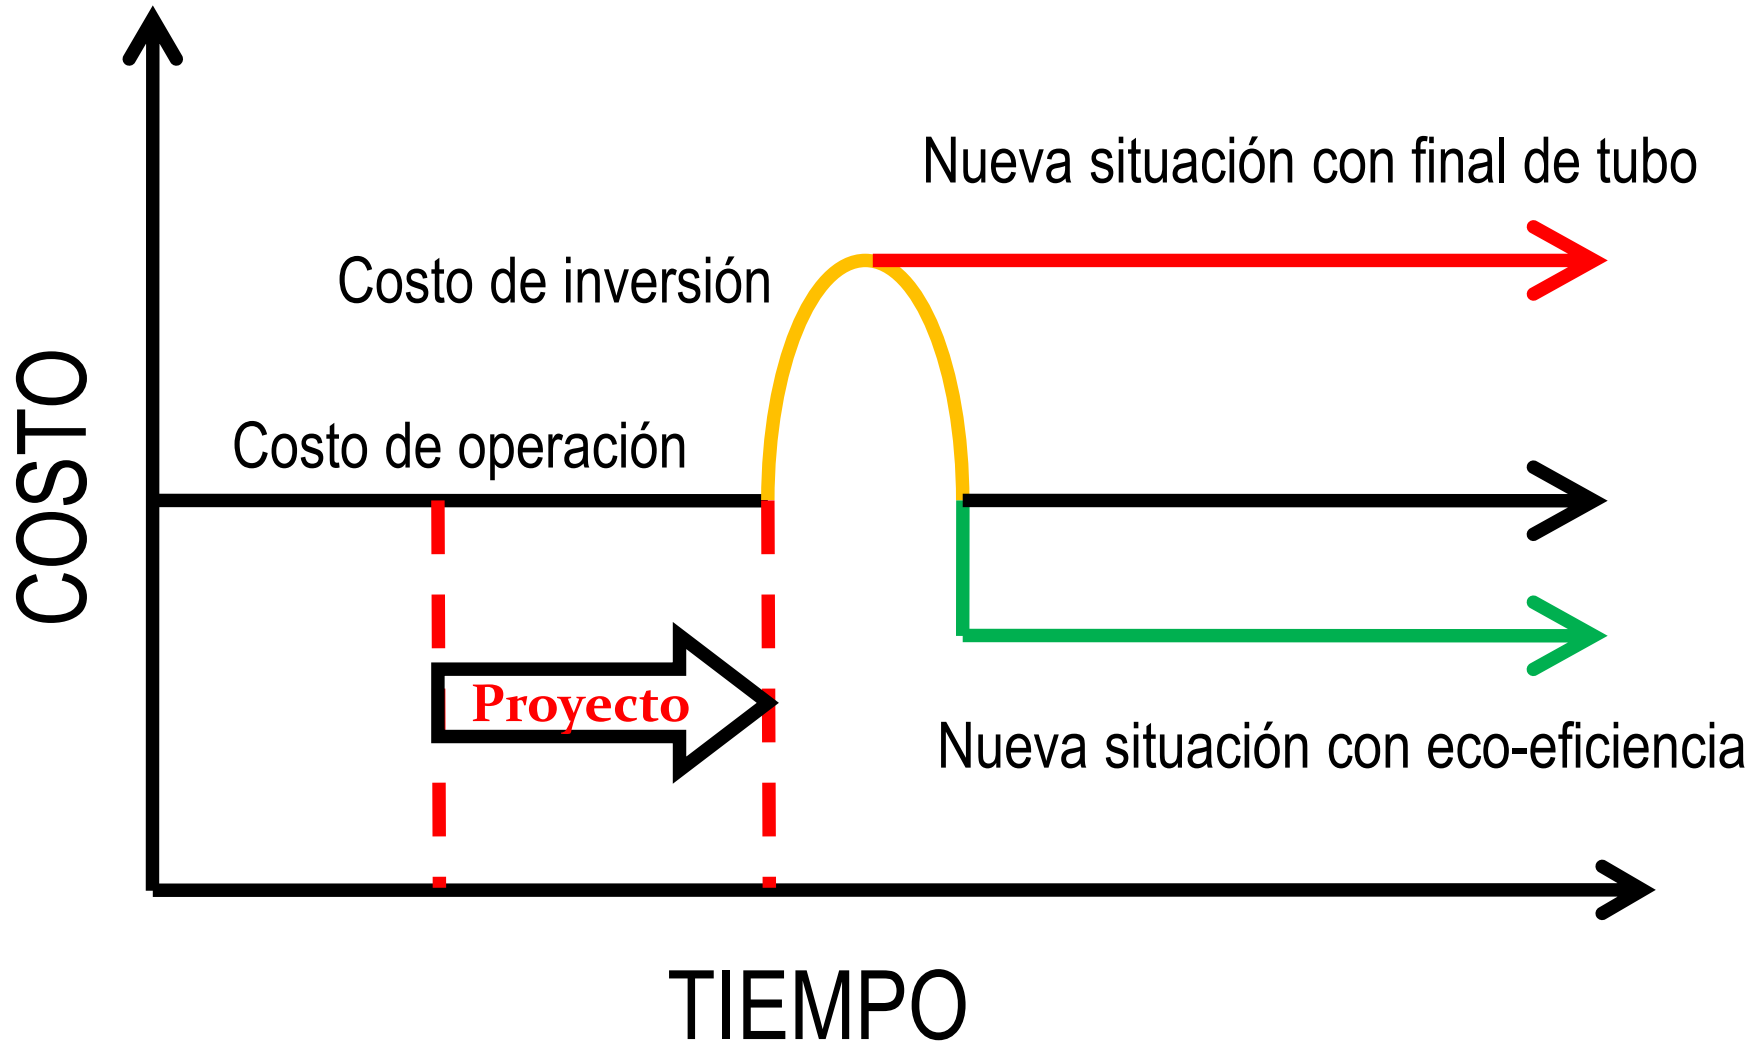 Nueva situación con final de tubo
Costo de inversión
COSTO
Costo de operación
Proyecto
Nueva situación con eco-eficiencia
TIEMPO